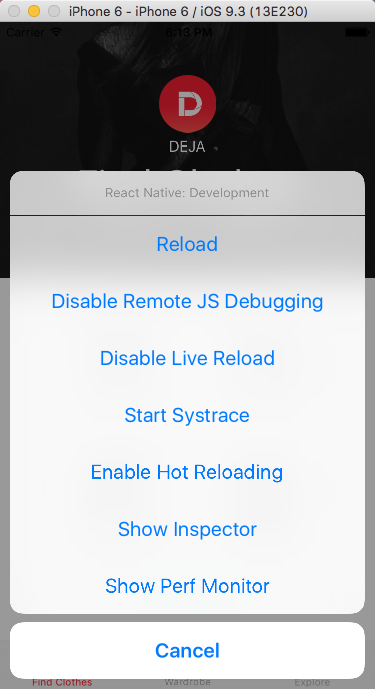 iPhone 6 - iPhone 6 / iOS 9.3 (13E230)
Carrier 6:13 PM
DEJA
React Native: Development
Reload
Disable Remote JS Debugging
Disable Live Reload
Start Systrace
Enable Hot Reloading
Show Inspector
Show Perf Monitor
Cancel
Find Clothes Wardrobe Explore